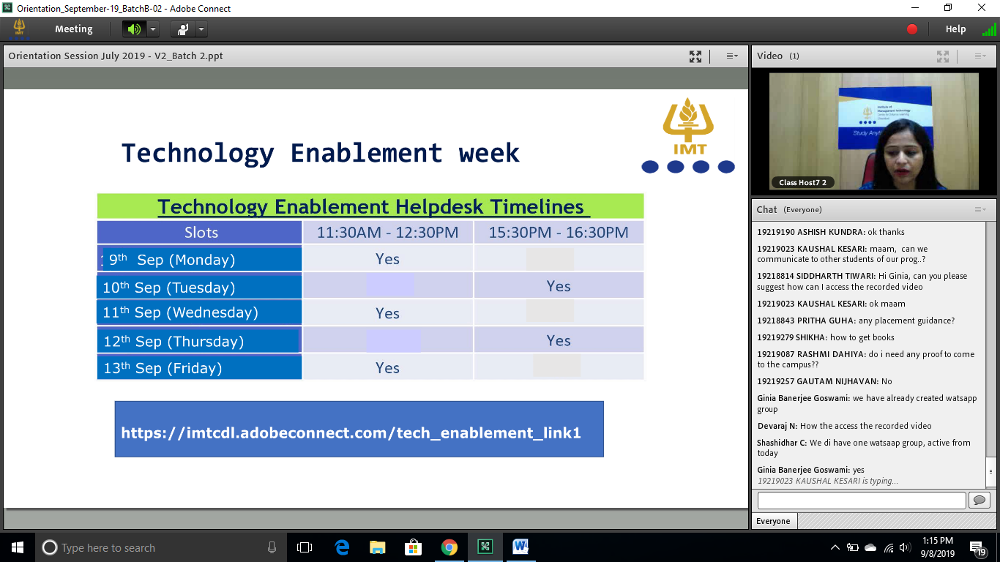 Orientation_September-19_BatchB-02 - Adobe Connect
IMT
Meeting
Help
Orientation Session July 2019 - V2_Batch 2.ppt
Technology Enablement week
IMT
Technology Enablement Helpdesk Timelines
Slots 11:30AM - 12:30PM 15:30PM - 16:30PM
9th Sep (Monday) Yes
10th Sep (Tuesday) Yes
11th Sep (Wednesday) Yes
12th Sep (Thursday) Yes
13th Sep (Friday) Yes
https://imtcdl.adobeconnect.com/tech_enablement_link1
Video (1)
Institute of
Management Technology
Study Anyti
Class Host7 2
Chat (Everyone)
19219190 ASHISH KUNDRA: ok thanks
19219023 KAUSHAL KESARI: maam, can we
communicate to other students of our prog..?
19218814 SIDDHARTH TIWARI: Hi Ginia, can you please
suggest how can I access the recorded video
19219023 KAUSHAL KESARI: ok maam
19218843 PRITHA GUHA: any placement guidance?
19219279 SHIKHA: how to get books
19219087 RASHMI DAHIYA: do i need any proof to come
to the campus??
19219257 GAUTAM NIJHAVAN: No
Ginia Banerjee Goswami: we have already created watsapp
group
Devaraj N: How the access the recorded video
Shashidhar C: We di have one watsaap group, active from
today
Ginia Banerjee Goswami: yes
19219023 KAUSHAL KESARI is typing...
Everyone
Type here to search
1:15 PM
9/8/2019
19